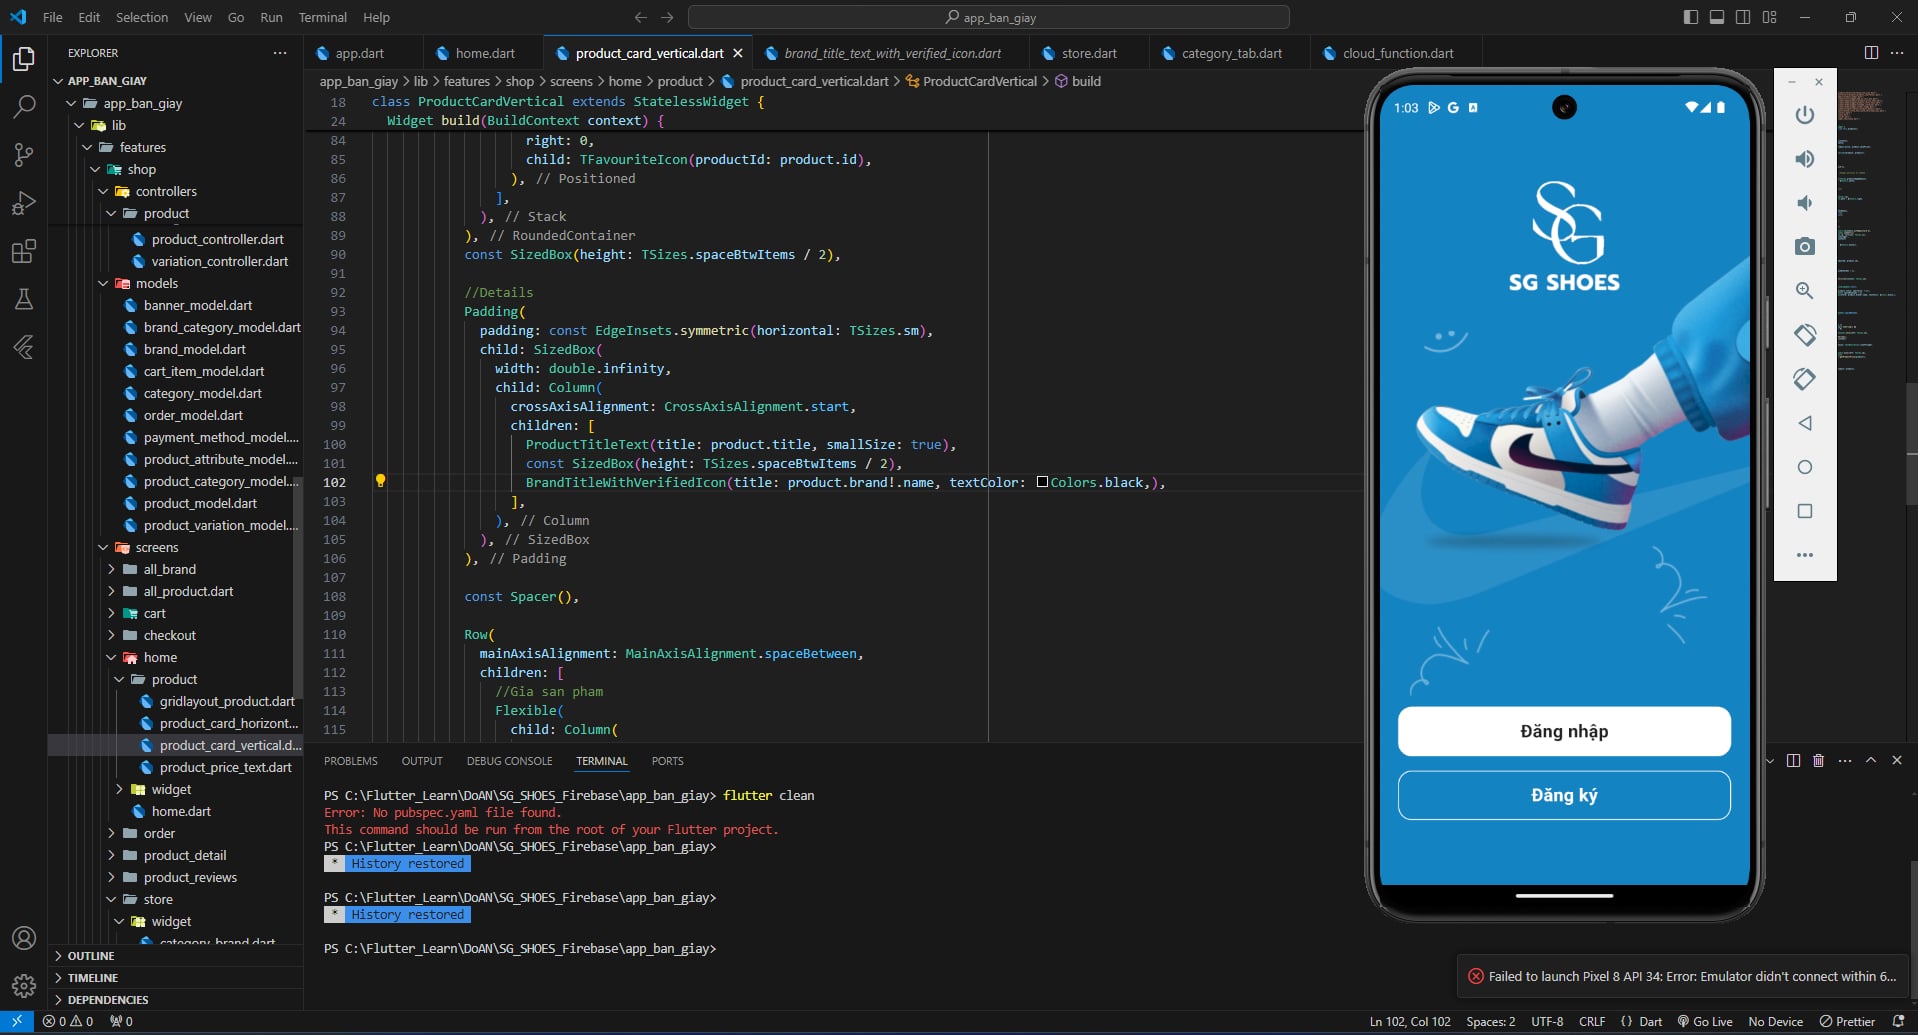 File Edit Selection View Go Run Terminal Help
app_ban_giay
EXPLORER
APP_BAN_GIAY
app_ban_giay
lib
features
shop
controllers
product
product_controller.dart
variation_controller.dart
models
banner_model.dart
brand_category_model.dart
brand_model.dart
cart_item_model.dart
category_model.dart
order_model.dart
payment_method_model....
product_attribute_model....
product_category_model....
product_model.dart
product_variation_model....
screens
all_brand
all_product.dart
cart
checkout
home
product
gridlayout_product.dart
product_card_horizont...
product_card_vertical.d...
product_price_text.dart
widget
home.dart
order
product_detail
product_reviews
store
widget
category_brand.dart
OUTLINE
TIMELINE
DEPENDENCIES
app.dart home.dart product_card_vertical.dart brand_title_text_with_verified_icon.dart store.dart category_tab.dart cloud_function.dart
app_ban_giay > lib > features > shop > screens > home > product > product_card_vertical.dart > ProductCardVertical > build
18 class ProductCardVertical extends StatelessWidget {
24 Widget build(BuildContext context) {
84 right: 0,
85 child: TFavouriteIcon(productId: product.id),
86 ), // Positioned
87 ],
88 ), // Stack
89 ), // RoundedContainer
90 const SizedBox(height: TSizes.spaceBtwItems / 2),
91
92 //Details
93 Padding(
94 padding: const EdgeInsets.symmetric(horizontal: TSizes.sm),
95 child: SizedBox(
96 width: double.infinity,
97 child: Column(
98 crossAxisAlignment: CrossAxisAlignment.start,
99 children: [
100 ProductTitleText(title: product.title, smallSize: true),
101 const SizedBox(height: TSizes.spaceBtwItems / 2),
102 BrandTitleWithVerifiedIcon(title: product.brand!.name, textColor: Colors.black,),
103 ],
104 ), // Column
105 ), // SizedBox
106 ), // Padding
107
108 const Spacer(),
109
110 Row(
111 mainAxisAlignment: MainAxisAlignment.spaceBetween,
112 children: [
113 //Gia san pham
114 Flexible(
115 child: Column(
PROBLEMS OUTPUT DEBUG CONSOLE TERMINAL PORTS
PS C:\Flutter_Learn\DoAN\SG_SHOES_Firebase\app_ban_giay> flutter clean
Error: No pubspec.yaml file found.
This command should be run from the root of your Flutter project.
PS C:\Flutter_Learn\DoAN\SG_SHOES_Firebase\app_ban_giay>
* History restored
PS C:\Flutter_Learn\DoAN\SG_SHOES_Firebase\app_ban_giay>
* History restored
PS C:\Flutter_Learn\DoAN\SG_SHOES_Firebase\app_ban_giay>
1:03
SG
SG SHOES
Đăng nhập
Đăng ký
Failed to launch Pixel 8 API 34: Error: Emulator didn't connect within 6...
0 0 0
Ln 102, Col 102 Spaces: 2 UTF-8 CRLF {} Dart Go Live No Device Prettier